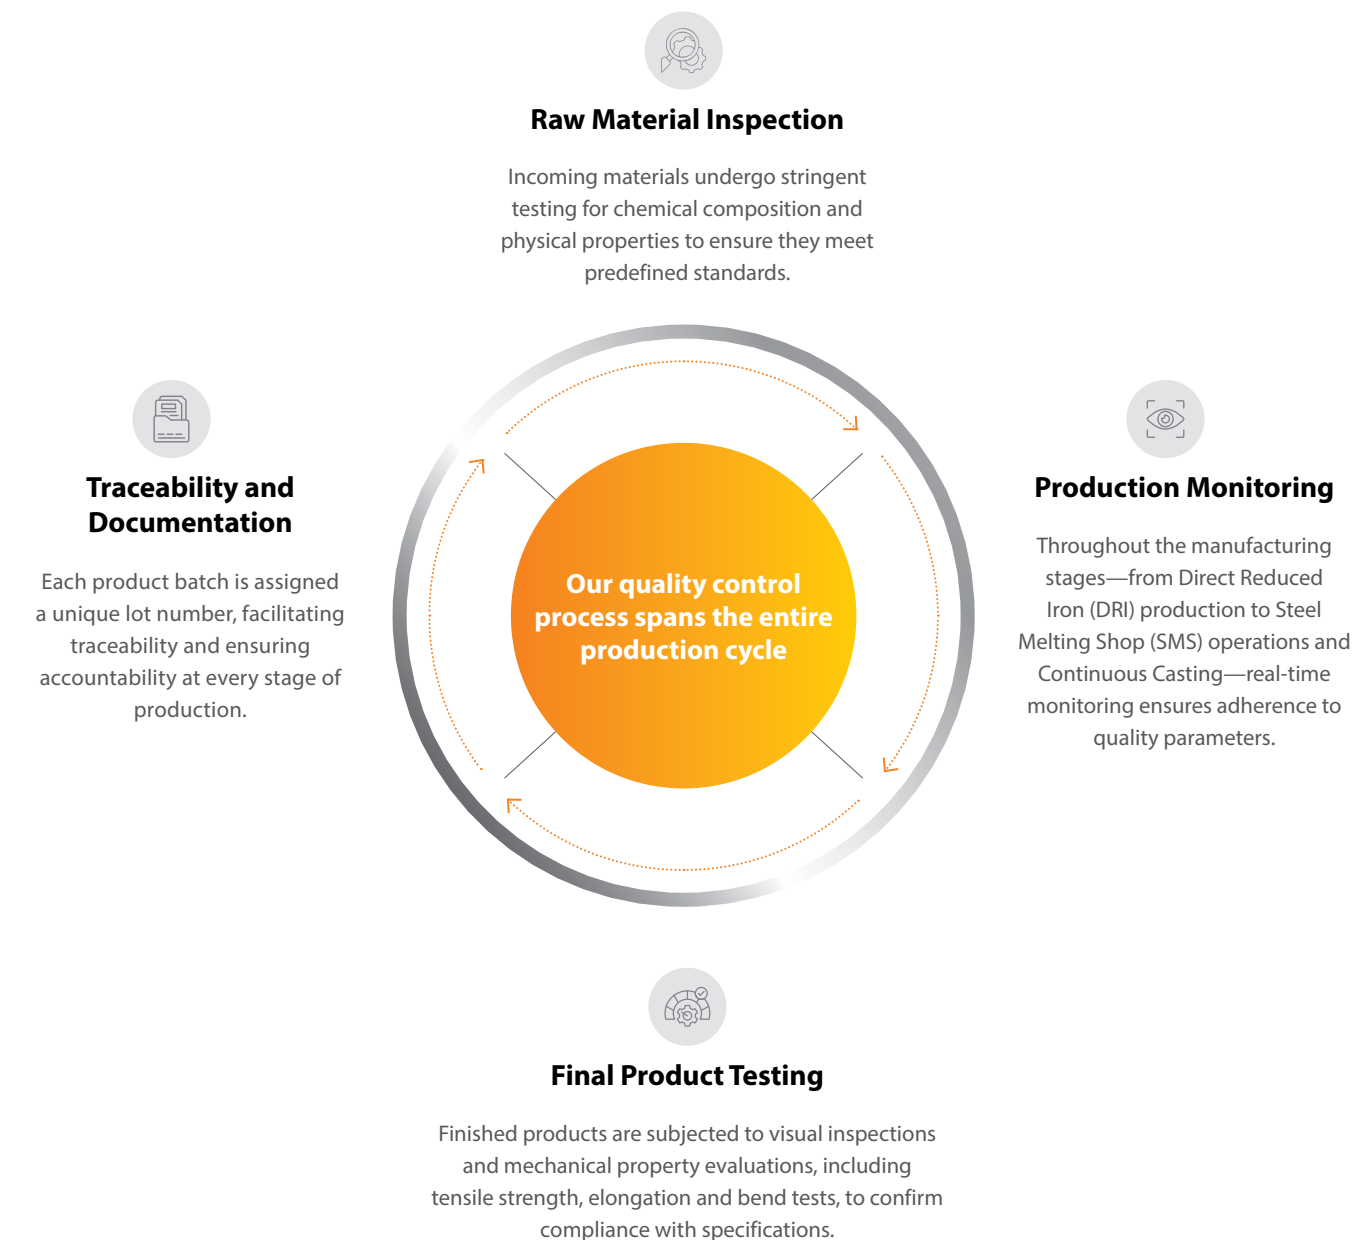 Raw Material Inspection
Incoming materials undergo stringent
testing for chemical composition and
physical properties to ensure they meet
predefined standards.
Traceability and
Documentation
Each product batch is assigned
a unique lot number, facilitating
traceability and ensuring
accountability at every stage of
production.
Our quality control
process spans the entire
production cycle
Production Monitoring
Throughout the manufacturing
stages—from Direct Reduced
Iron (DRI) production to Steel
Melting Shop (SMS) operations and
Continuous Casting—real-time
monitoring ensures adherence to
quality parameters.
Final Product Testing
Finished products are subjected to visual inspections
and mechanical property evaluations, including
tensile strength, elongation and bend tests, to confirm
compliance with specifications.